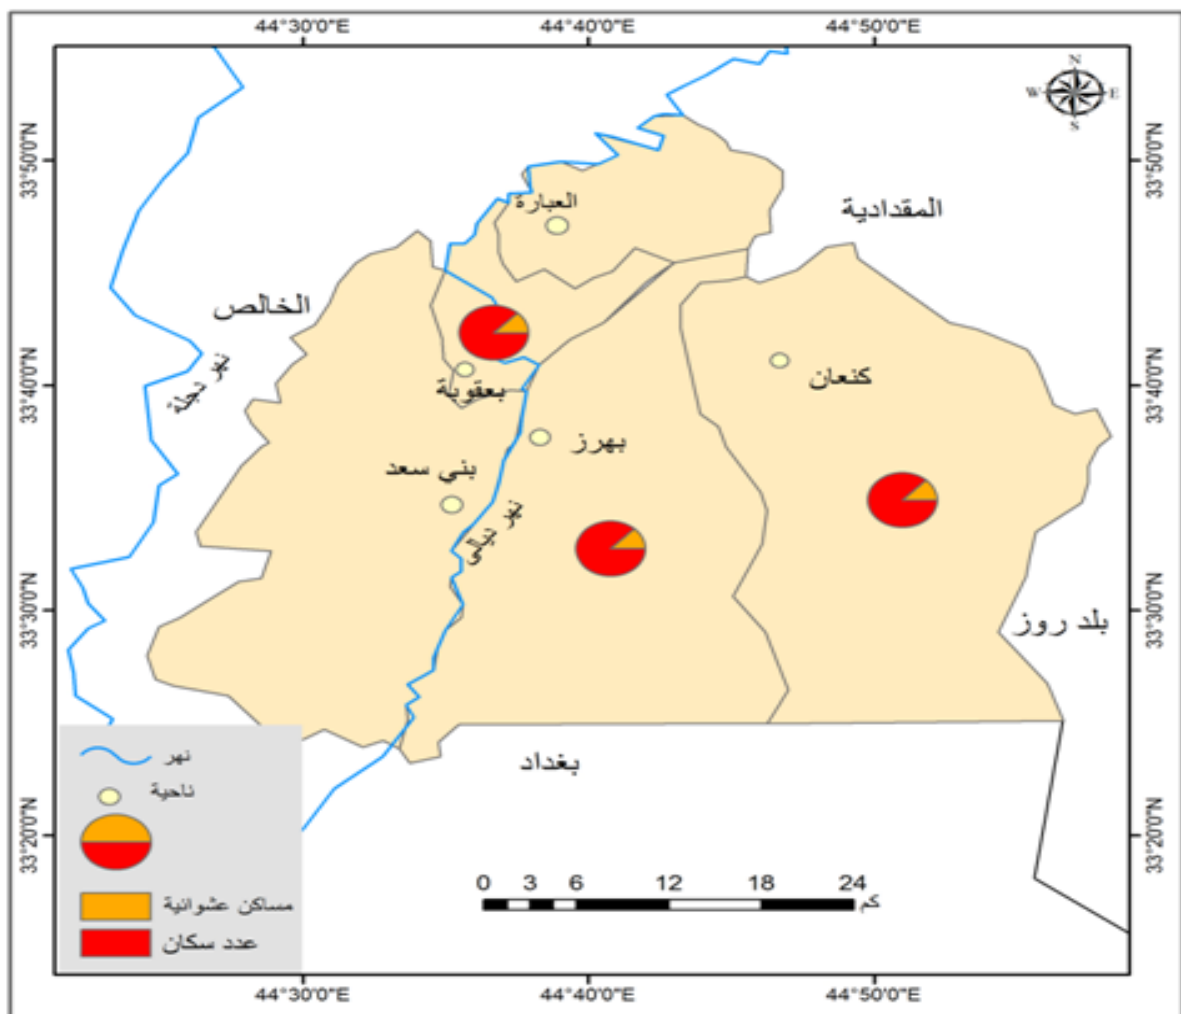 44°30'0"E 44°40'0"E 44°50'0"E
N
W E
S
33°50'0"N 33°50'0"N
العبارة
المقدادية
الخالص
نهر دجلة
33°40'0"N 33°40'0"N
كنعان
بعقوبة
بهرز
بني سعد
نهر ديالى
33°30'0"N 33°30'0"N
بلد روز
بغداد
نهر
ناحية
33°20'0"N 33°20'0"N
مساكن عشوائية
عدد سكان
0 3 6 12 18 24
كم
44°30'0"E 44°40'0"E 44°50'0"E